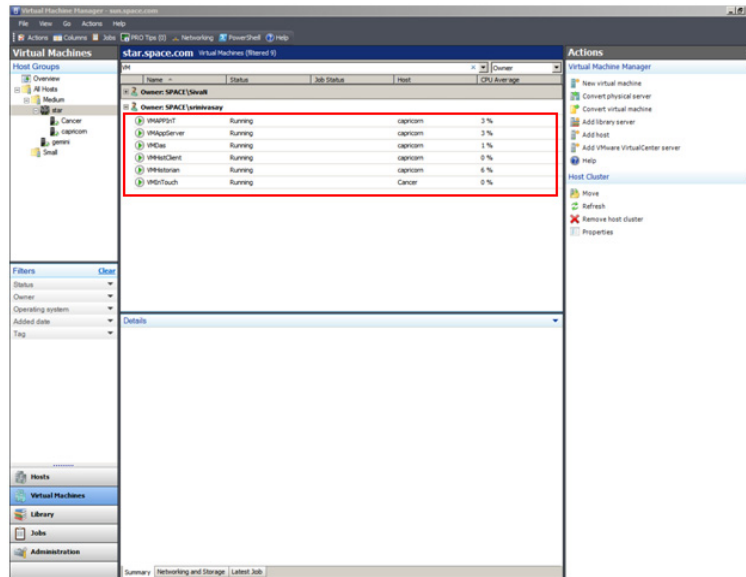 Virtual Machine Manager - sun.space.com
File View Go Actions Help
Actions Columns Jobs PRO Tips (0) Networking PowerShell Help
Virtual Machines
Host Groups
Overview
All Hosts
Medium
star
Cancer
capricorn
gemini
Small
Filters Clear
Status
Owner
Operating system
Added date
Tag
Hosts
Virtual Machines
Library
Jobs
Administration
star.space.com Virtual Machines (filtered 9)
VM Owner
Name Status Job Status Host CPU Average
Owner: SPACE\SivaN
Owner: SPACE\srinivasay
VMAPPInT Running capricorn 3 %
VMAppServer Running capricorn 3 %
VMDas Running capricorn 1 %
VMHistClient Running capricorn 0 %
VMHistorian Running capricorn 6 %
VMInTouch Running Cancer 0 %
Details
Summary Networking and Storage Latest Job
Actions
Virtual Machine Manager
New virtual machine
Convert physical server
Convert virtual machine
Add library server
Add host
Add VMware VirtualCenter server
Help
Host Cluster
Move
Refresh
Remove host cluster
Properties